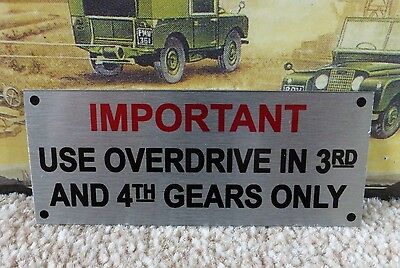 IMPORTANT
USE OVERDRIVE IN 3RD
AND 4TH GEARS ONLY